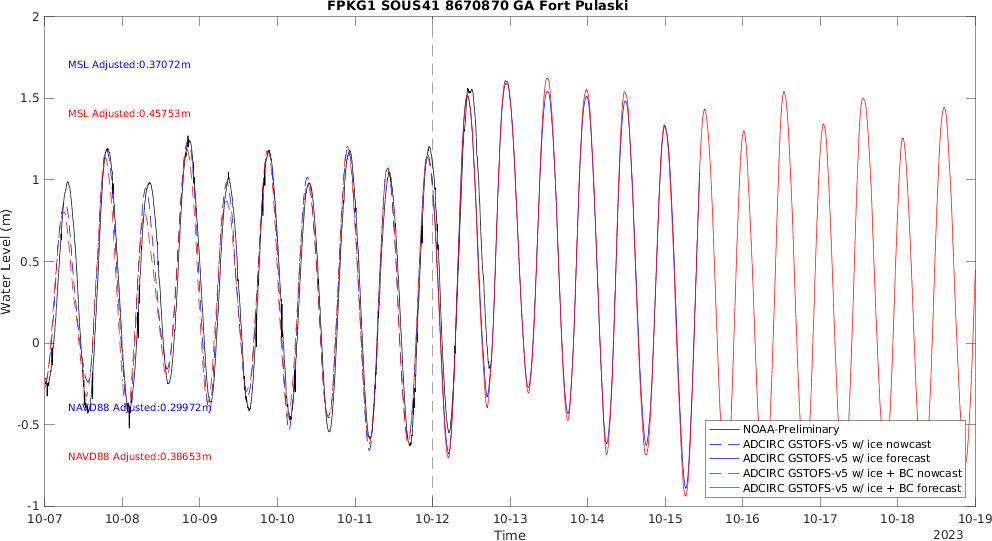 FPKG1 SOUS41 8670870 GA Fort Pulaski
2
1.5
1
0.5
0
-0.5
-1
Water Level (m)
MSL Adjusted:0.37072m
MSL Adjusted:0.45753m
NAVD88 Adjusted:0.29972m
NAVD88 Adjusted:0.38653m
NOAA-Preliminary
ADCIRC GSTOFS-v5 w/ ice nowcast
ADCIRC GSTOFS-v5 w/ ice forecast
ADCIRC GSTOFS-v5 w/ ice + BC nowcast
ADCIRC GSTOFS-v5 w/ ice + BC forecast
10-07 10-08 10-09 10-10 10-11 10-12 10-13 10-14 10-15 10-16 10-17 10-18 10-19
Time
2023